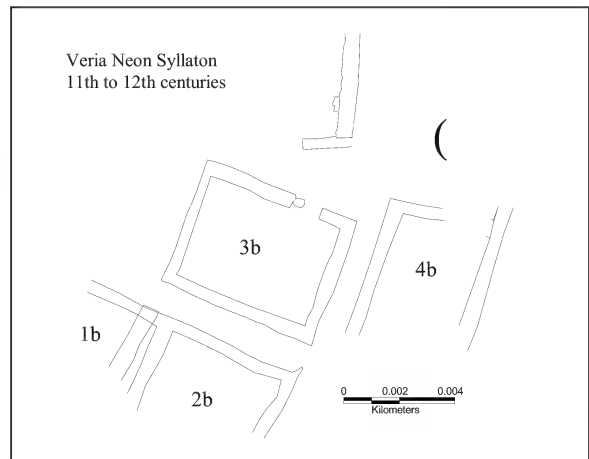 Veria Neon Syllaton
11th to 12th centuries
(
3b
4b
1b
2b
0 0.002 0.004
Kilometers